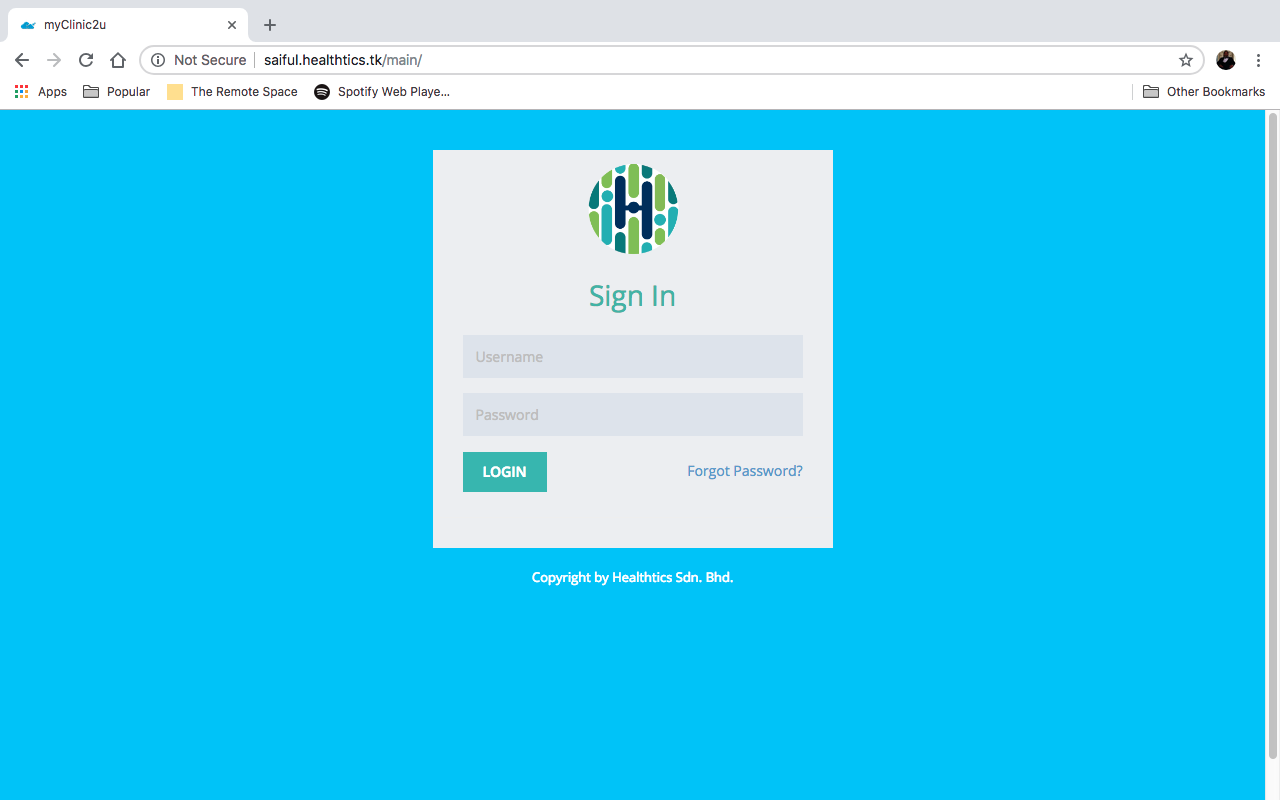 myClinic2u
Not Secure saiful.healthtics.tk/main/
Apps Popular The Remote Space Spotify Web Playe... Other Bookmarks
H
Sign In
Username
Password
LOGIN Forgot Password?
Copyright by Healthtics Sdn. Bhd.